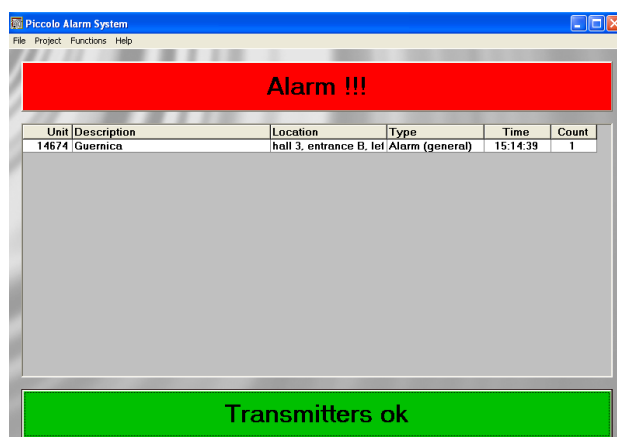 Piccolo Alarm System
File Project Functions Help
Alarm !!!
Unit Description Location Type Time Count
14674 Guernica hall 3, entrance B, lef Alarm (general) 15:14:39 1
Transmitters ok